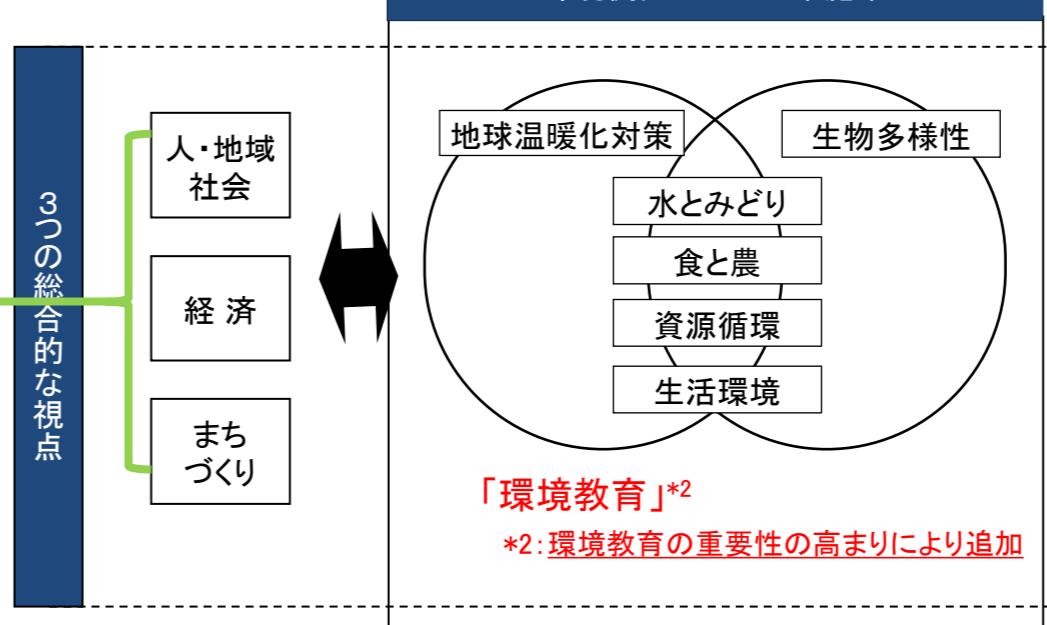 3つの総合的な視点
人・地域
社会
経 済
まち
づくり
地球温暖化対策
生物多様性
水とみどり
食と農
資源循環
生活環境
「環境教育」*2
*2:環境教育の重要性の高まりにより追加